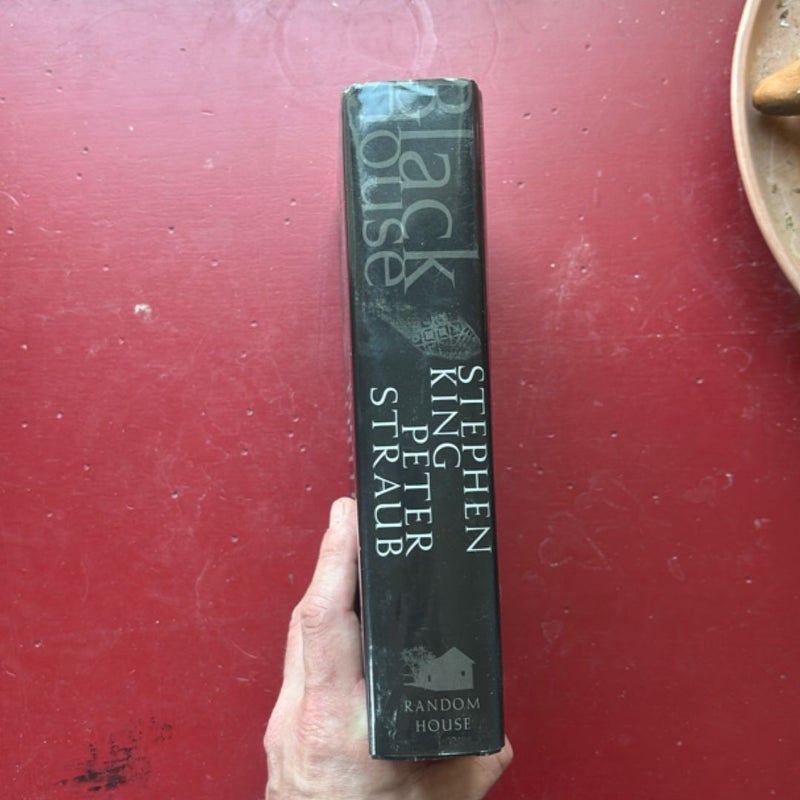 Black
House
STEPHEN
KING
PETER
STRAUB
RANDOM
HOUSE